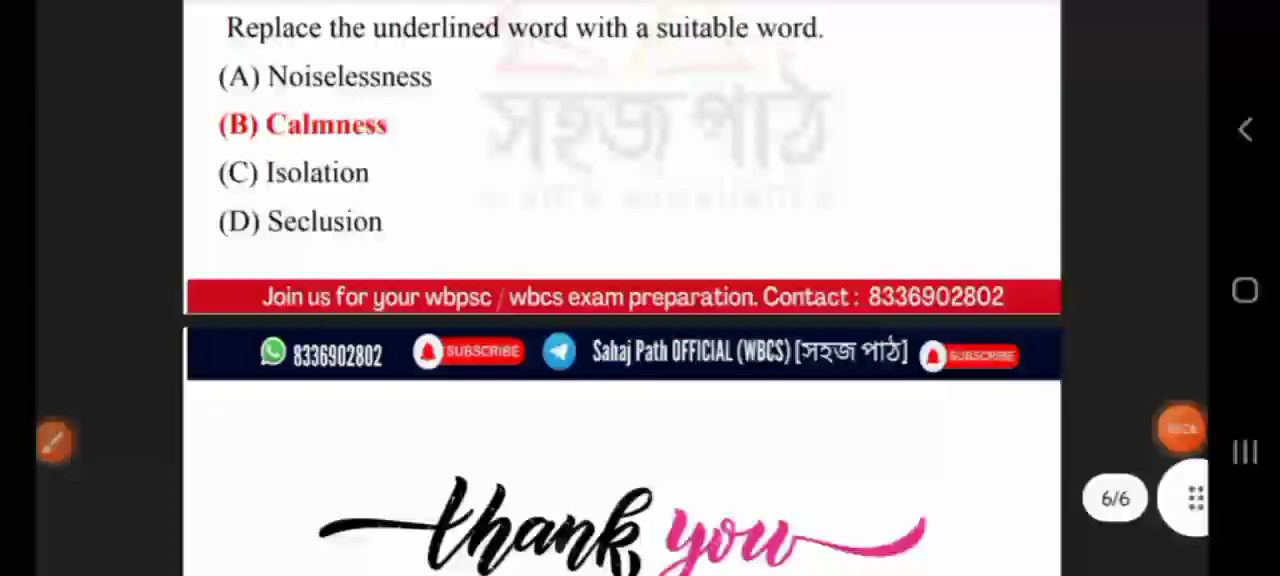 Replace the underlined word with a suitable word.
(A) Noiselessness
সহজ পাঠ
(B) Calmness
(C) Isolation
(D) Seclusion
Join us for your wbpsc / wbcs exam preparation. Contact : 8336902802
8336902802 SUBSCRIBE Sahaj Path OFFICIAL (WBCS) [সহজ পাঠ] SUBSCRIBE
6/6
thank you